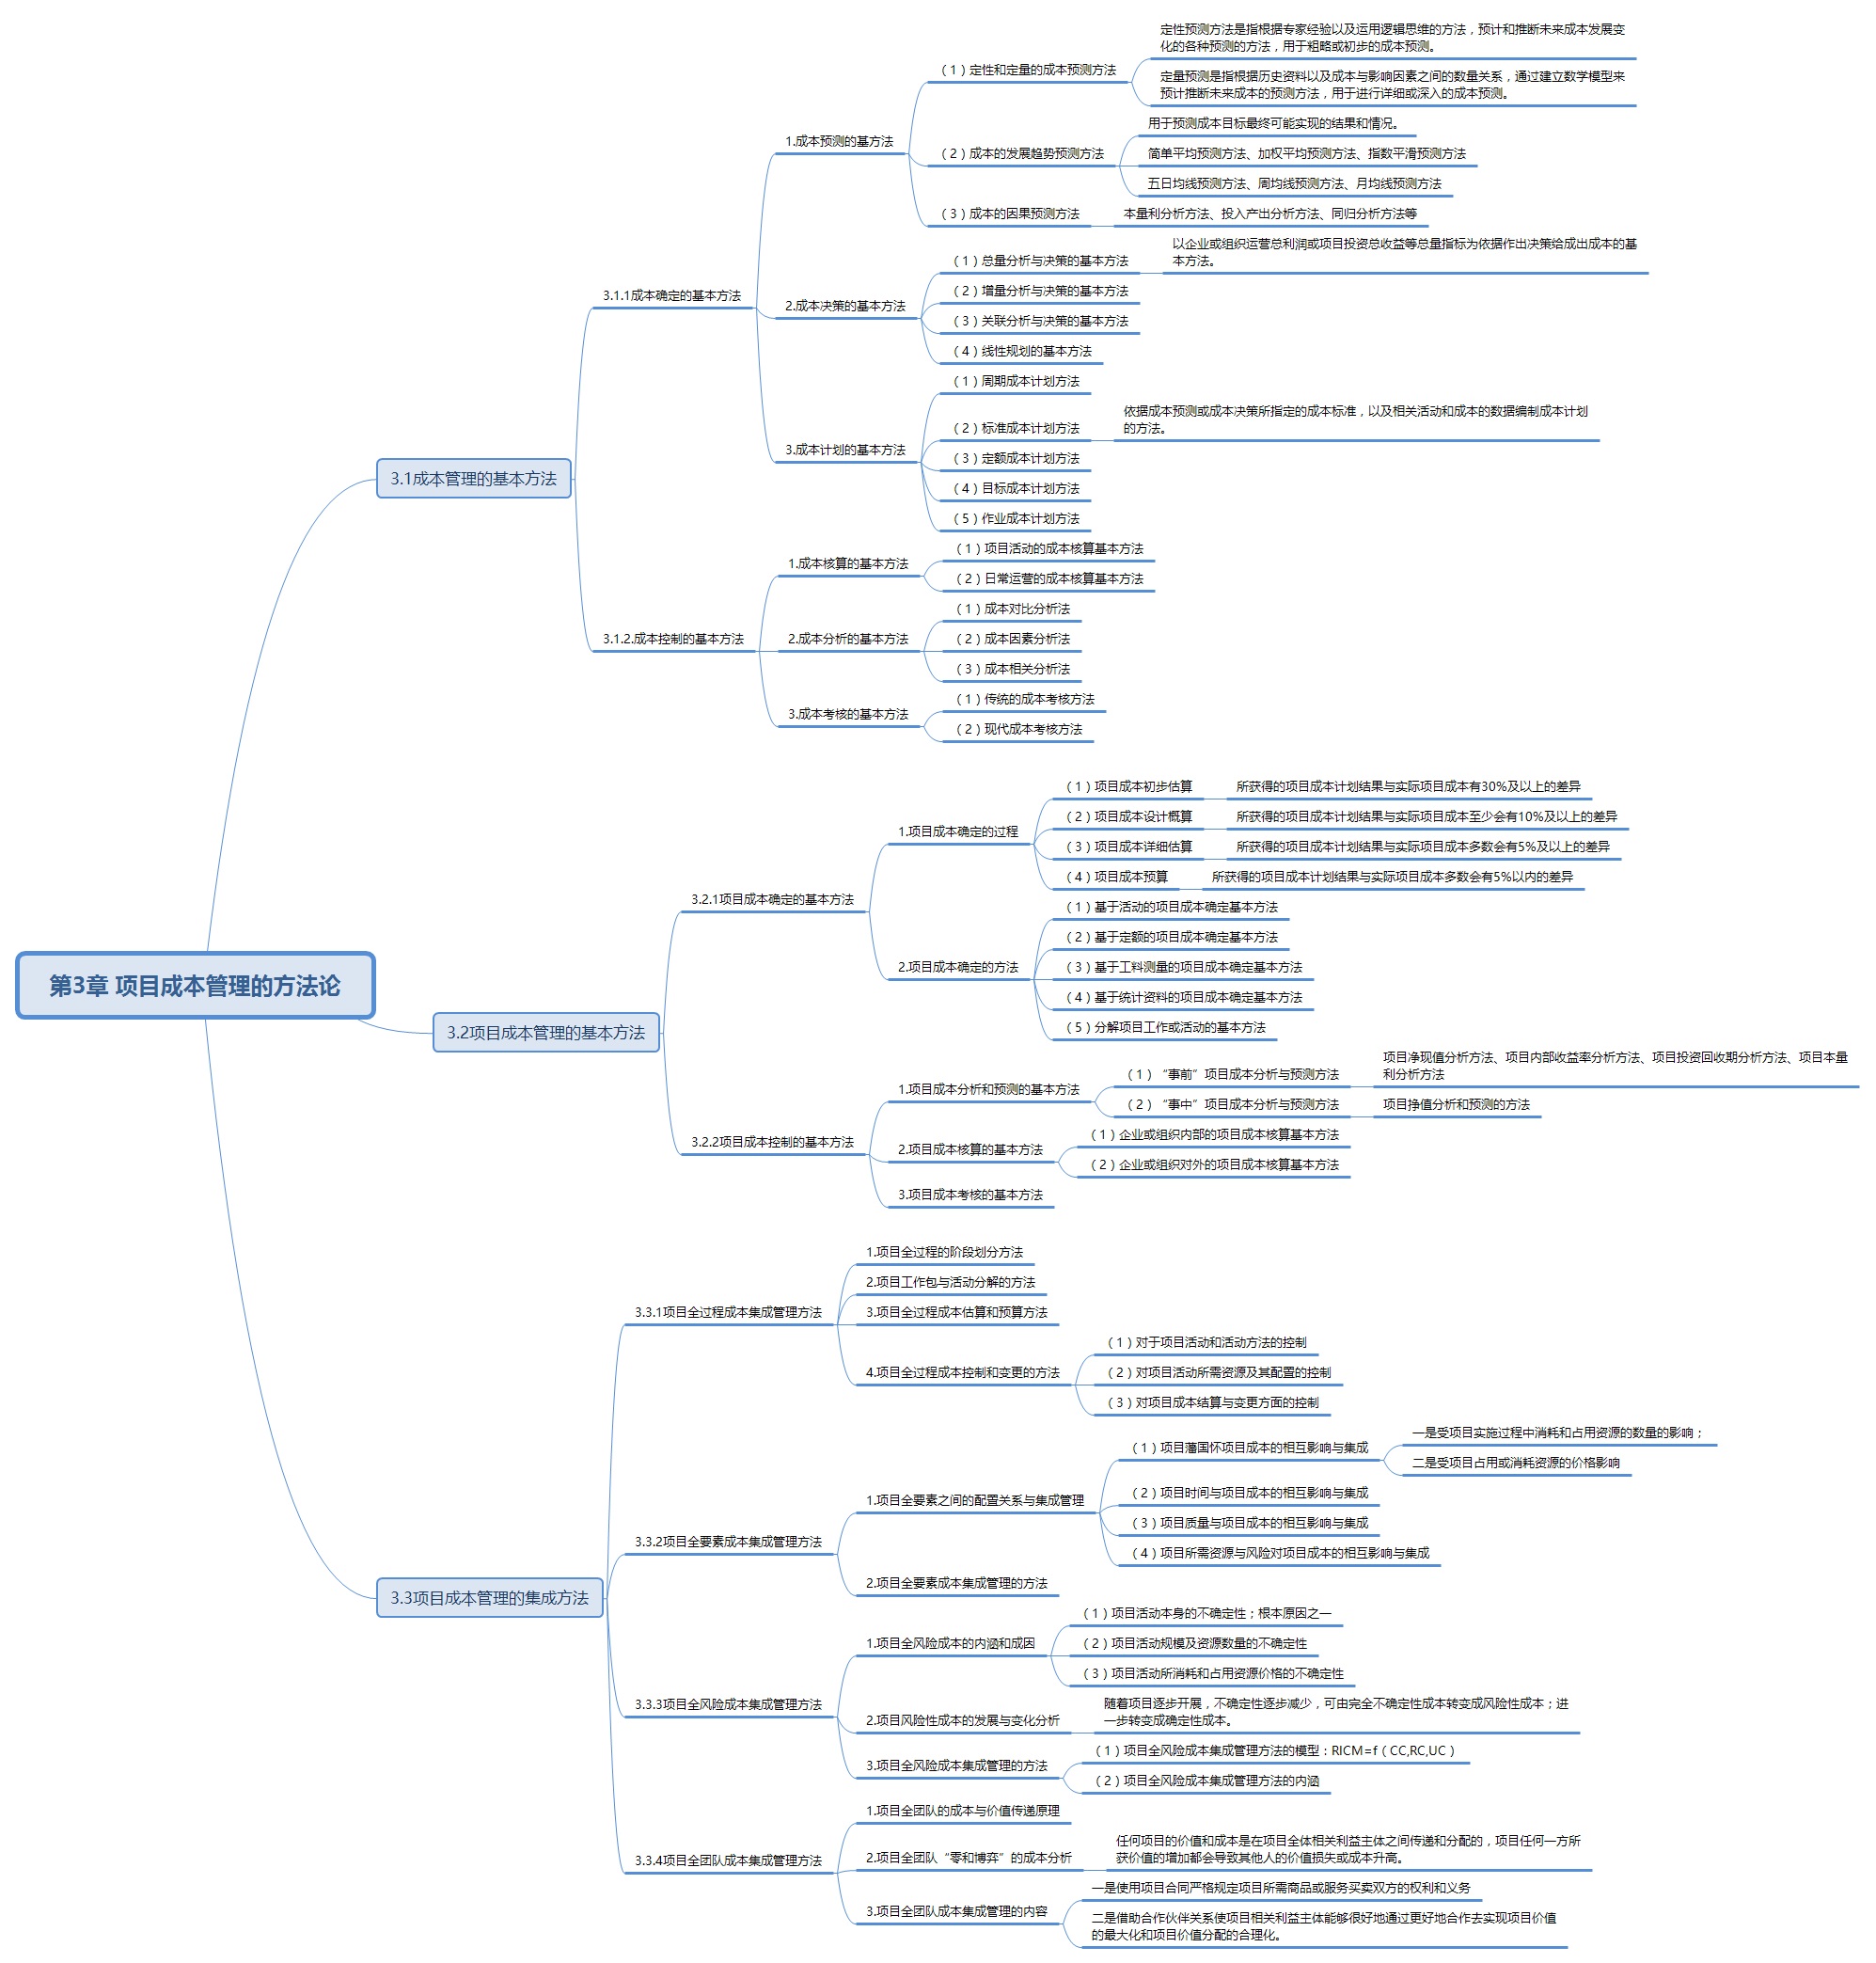 第3章 项目成本管理的方法论
3.1成本管理的基本方法
3.1.1成本确定的基本方法
1.成本预测的基方法
（1）定性和定量的成本预测方法
定性预测方法是指根据专家经验以及运用逻辑思维的方法，预计和推断未来成本发展变
化的各种预测的方法，用于粗略或初步的成本预测。
定量预测是指根据历史资料以及成本与影响因素之间的数量关系，通过建立数学模型来
预计推断未来成本的预测方法，用于进行详细或深入的成本预测。
（2）成本的发展趋势预测方法
用于预测成本目标最终可能实现的结果和情况。
简单平均预测方法、加权平均预测方法、指数平滑预测方法
五日均线预测方法、周均线预测方法、月均线预测方法
（3）成本的因果预测方法
本量利分析方法、投入产出分析方法、同归分析方法等
2.成本决策的基本方法
（1）总量分析与决策的基本方法
以企业或组织运营总利润或项目投资总收益等总量指标为依据作出决策给成出成本的基
本方法。
（2）增量分析与决策的基本方法
（3）关联分析与决策的基本方法
（4）线性规划的基本方法
3.成本计划的基本方法
（1）周期成本计划方法
（2）标准成本计划方法
依据成本预测或成本决策所指定的成本标准，以及相关活动和成本的数据编制成本计划
的方法。
（3）定额成本计划方法
（4）目标成本计划方法
（5）作业成本计划方法
3.1.2.成本控制的基本方法
1.成本核算的基本方法
（1）项目活动的成本核算基本方法
（2）日常运营的成本核算基本方法
2.成本分析的基本方法
（1）成本对比分析法
（2）成本因素分析法
（3）成本相关分析法
3.成本考核的基本方法
（1）传统的成本考核方法
（2）现代成本考核方法
3.2项目成本管理的基本方法
3.2.1项目成本确定的基本方法
1.项目成本确定的过程
（1）项目成本初步估算
所获得的项目成本计划结果与实际项目成本有30%及以上的差异
（2）项目成本设计概算
所获得的项目成本计划结果与实际项目成本至少会有10%及以上的差异
（3）项目成本详细估算
所获得的项目成本计划结果与实际项目成本多数会有5%及以上的差异
（4）项目成本预算
所获得的项目成本计划结果与实际项目成本多数会有5%以内的差异
2.项目成本确定的方法
（1）基于活动的项目成本确定基本方法
（2）基于定额的项目成本确定基本方法
（3）基于工料测量的项目成本确定基本方法
（4）基于统计资料的项目成本确定基本方法
（5）分解项目工作或活动的基本方法
3.2.2项目成本控制的基本方法
1.项目成本分析和预测的基本方法
（1）“事前”项目成本分析与预测方法
项目净现值分析方法、项目内部收益率分析方法、项目投资回收期分析方法、项目本量
利分析方法
（2）“事中”项目成本分析与预测方法
项目挣值分析和预测的方法
2.项目成本核算的基本方法
（1）企业或组织内部的项目成本核算基本方法
（2）企业或组织对外的项目成本核算基本方法
3.项目成本考核的基本方法
3.3项目成本管理的集成方法
3.3.1项目全过程成本集成管理方法
1.项目全过程的阶段划分方法
2.项目工作包与活动分解的方法
3.项目全过程成本估算和预算方法
4.项目全过程成本控制和变更的方法
（1）对于项目活动和活动方法的控制
（2）对项目活动所需资源及其配置的控制
（3）对项目成本结算与变更方面的控制
3.3.2项目全要素成本集成管理方法
1.项目全要素之间的配置关系与集成管理
（1）项目藩国怀项目成本的相互影响与集成
一是受项目实施过程中消耗和占用资源的数量的影响；
二是受项目占用或消耗资源的价格影响
（2）项目时间与项目成本的相互影响与集成
（3）项目质量与项目成本的相互影响与集成
（4）项目所需资源与风险对项目成本的相互影响与集成
2.项目全要素成本集成管理的方法
3.3.3项目全风险成本集成管理方法
1.项目全风险成本的内涵和成因
（1）项目活动本身的不确定性；根本原因之一
（2）项目活动规模及资源数量的不确定性
（3）项目活动所消耗和占用资源价格的不确定性
2.项目风险性成本的发展与变化分析
随着项目逐步开展，不确定性逐步减少，可由完全不确定性成本转变成风险性成本；进
一步转变成确定性成本。
3.项目全风险成本集成管理的方法
（1）项目全风险成本集成管理方法的模型：RICM=f（CC,RC,UC）
（2）项目全风险成本集成管理方法的内涵
3.3.4项目全团队成本集成管理方法
1.项目全团队的成本与价值传递原理
2.项目全团队“零和博弈”的成本分析
任何项目的价值和成本是在项目全体相关利益主体之间传递和分配的，项目任何一方所
获价值的增加都会导致其他人的价值损失或成本升高。
3.项目全团队成本集成管理的内容
一是使用项目合同严格规定项目所需商品或服务买卖双方的权利和义务
二是借助合作伙伴关系使项目相关利益主体能够很好地通过更好地合作去实现项目价值
的最大化和项目价值分配的合理化。